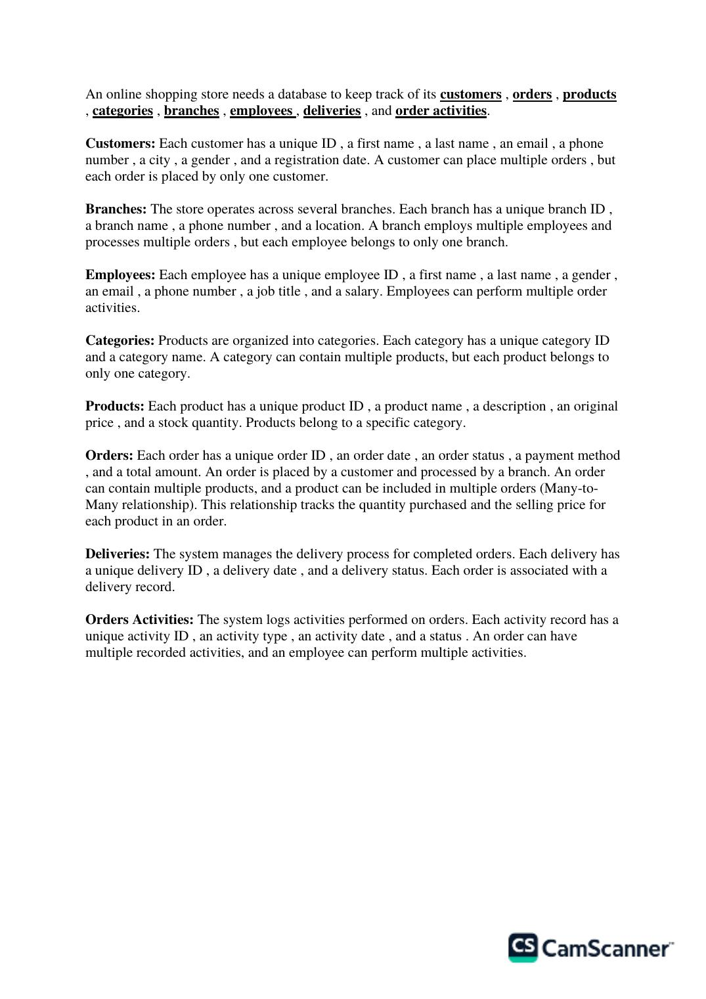 An online shopping store needs a database to keep track of its customers , orders , products
, categories , branches , employees , deliveries , and order activities.
Customers: Each customer has a unique ID , a first name , a last name , an email , a phone
number , a city , a gender , and a registration date. A customer can place multiple orders , but
each order is placed by only one customer.
Branches: The store operates across several branches. Each branch has a unique branch ID ,
a branch name , a phone number , and a location. A branch employs multiple employees and
processes multiple orders , but each employee belongs to only one branch.
Employees: Each employee has a unique employee ID , a first name , a last name , a gender ,
an email , a phone number , a job title , and a salary. Employees can perform multiple order
activities.
Categories: Products are organized into categories. Each category has a unique category ID
and a category name. A category can contain multiple products, but each product belongs to
only one category.
Products: Each product has a unique product ID , a product name , a description , an original
price , and a stock quantity. Products belong to a specific category.
Orders: Each order has a unique order ID , an order date , an order status , a payment method
, and a total amount. An order is placed by a customer and processed by a branch. An order
can contain multiple products, and a product can be included in multiple orders (Many-to-
Many relationship). This relationship tracks the quantity purchased and the selling price for
each product in an order.
Deliveries: The system manages the delivery process for completed orders. Each delivery has
a unique delivery ID , a delivery date , and a delivery status. Each order is associated with a
delivery record.
Orders Activities: The system logs activities performed on orders. Each activity record has a
unique activity ID , an activity type , an activity date , and a status . An order can have
multiple recorded activities, and an employee can perform multiple activities.
CS CamScanner™